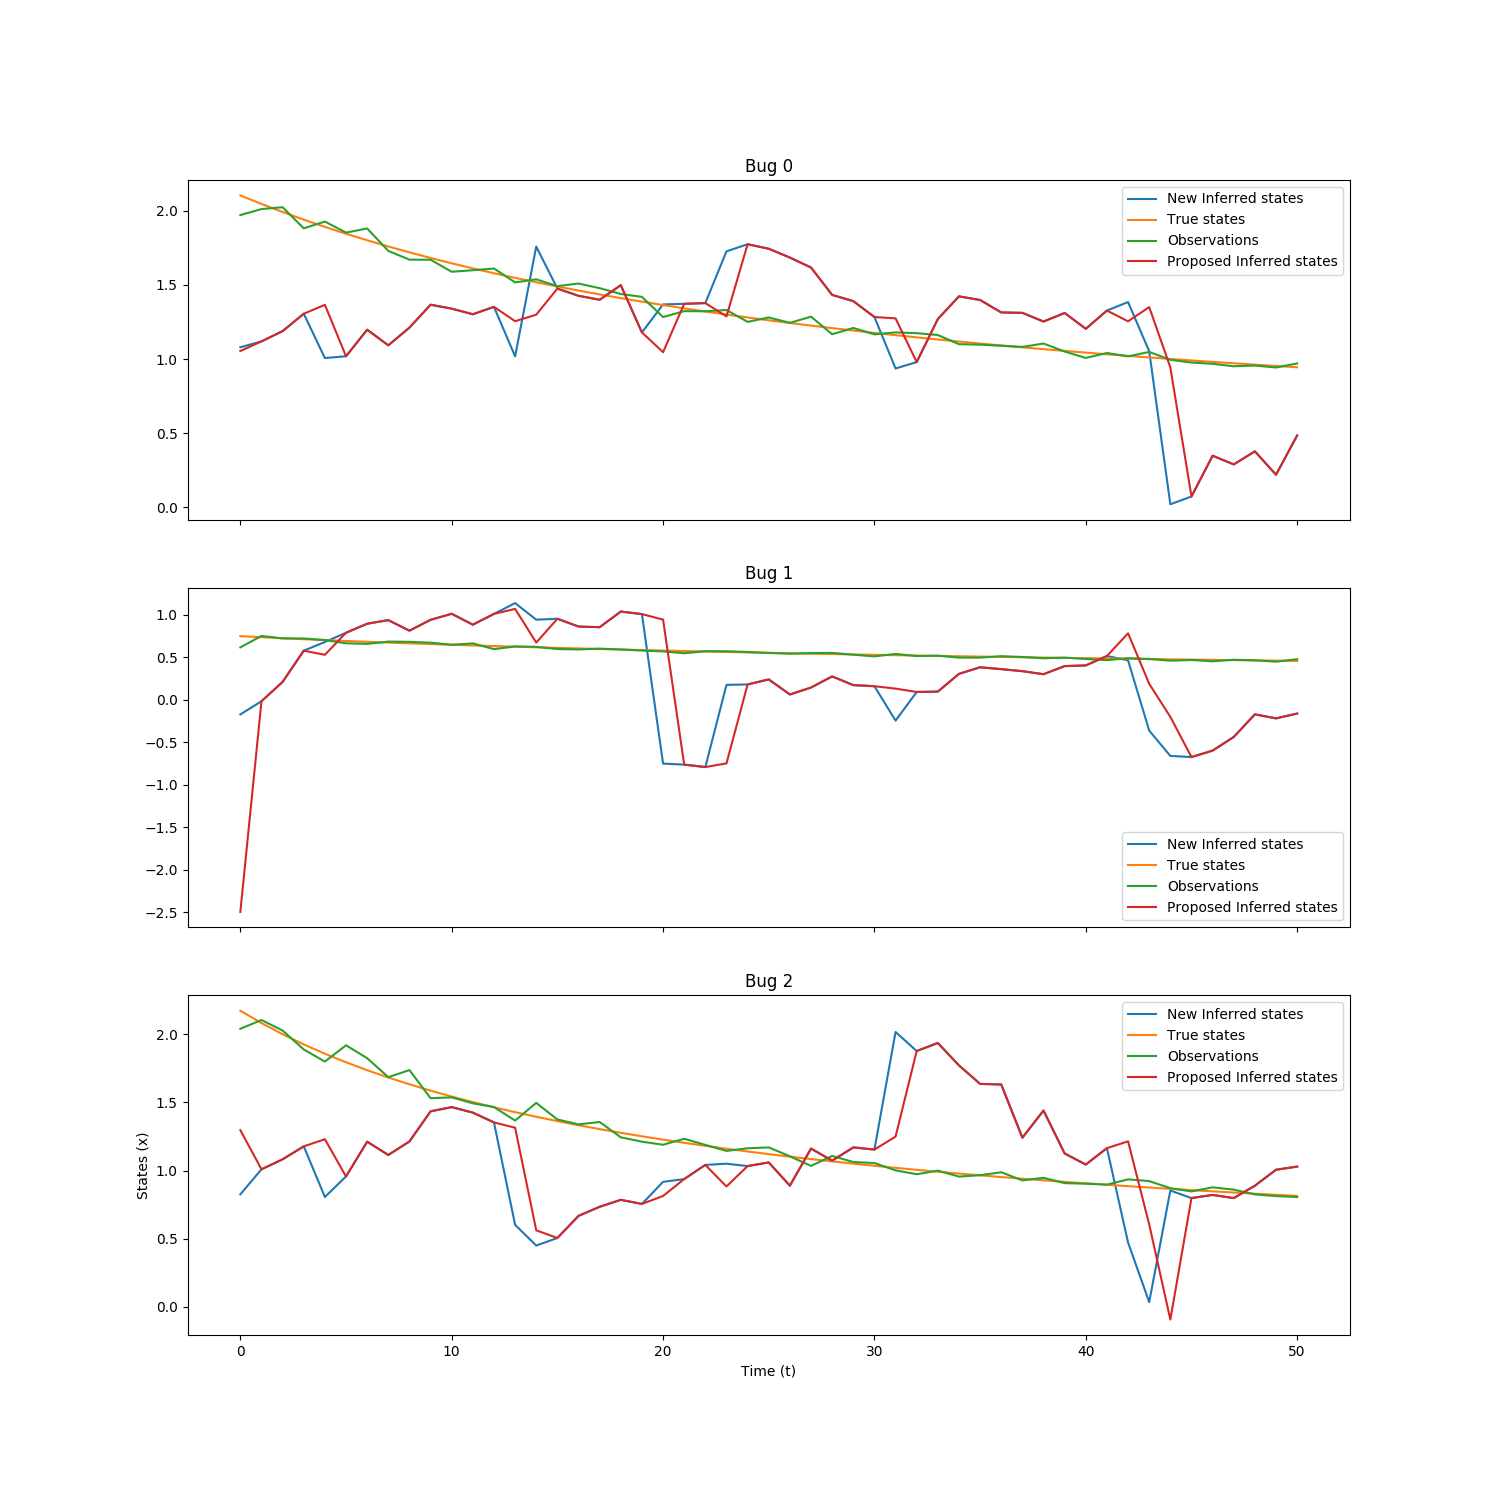 Bug 0
2.0
1.5
1.0
0.5
0.0
New Inferred states
True states
Observations
Proposed Inferred states
Bug 1
1.0
0.5
0.0
−0.5
−1.0
−1.5
−2.0
−2.5
New Inferred states
True states
Observations
Proposed Inferred states
Bug 2
States (x)
2.0
1.5
1.0
0.5
0.0
New Inferred states
True states
Observations
Proposed Inferred states
0 10 20 30 40 50
Time (t)